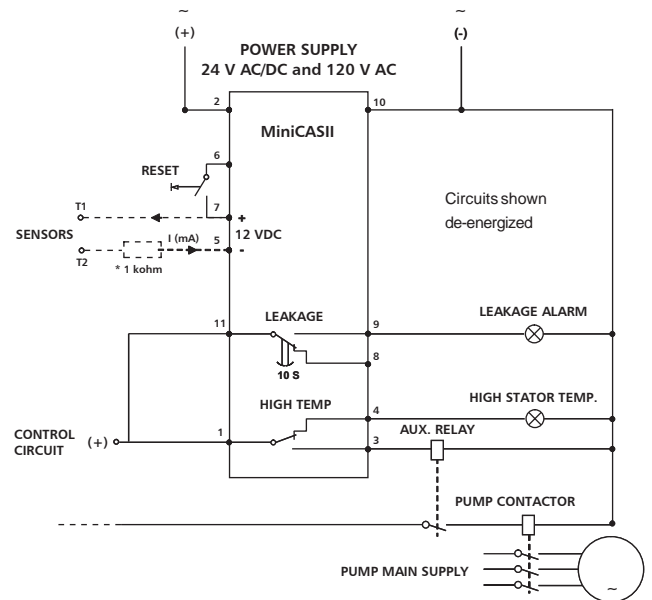 ~ ~
(+) (-)
POWER SUPPLY
24 V AC/DC and 120 V AC
2 10
MiniCASII
6
RESET
Circuits shown
de-energized
T1 7 +
SENSORS 12 VDC
I (mA) 5 -
T2
* 1 kohm
11 LEAKAGE 9 LEAKAGE ALARM
8
10 S
HIGH TEMP 4 HIGH STATOR TEMP.
AUX. RELAY
CONTROL
CIRCUIT (+) 1 3
PUMP CONTACTOR
PUMP MAIN SUPPLY
~